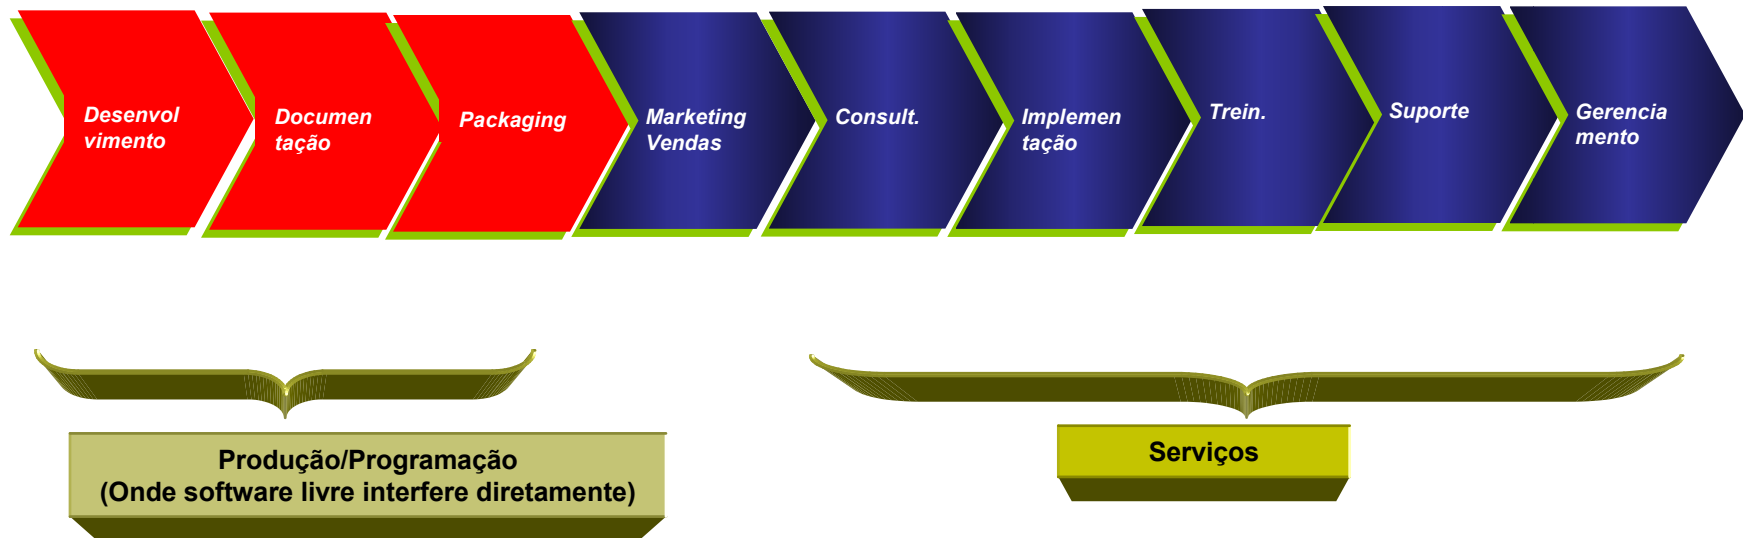 Desenvol
vimento
Documen
tação
Packaging
Marketing
Vendas
Consult.
Implemen
tação
Trein.
Suporte
Gerencia
mento
Produção/Programação
(Onde software livre interfere diretamente)
Serviços